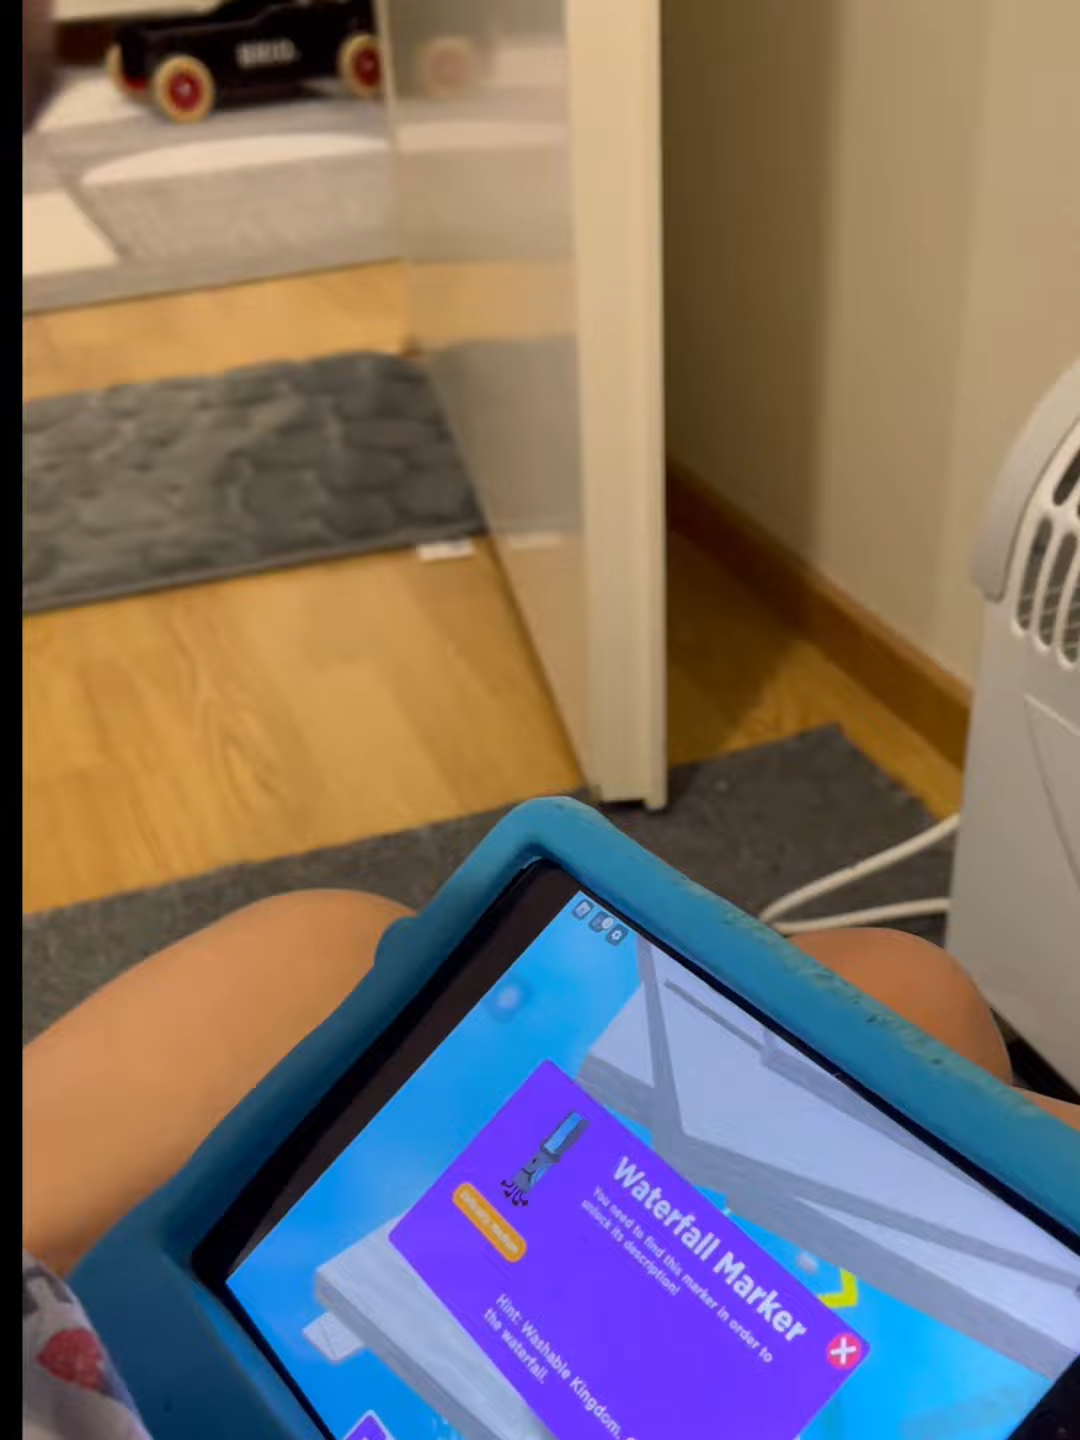 BRIO
Waterfall Marker
You need to find this marker in order to
unlock its description!
Hint: Washable Kingdom,
the waterfall.